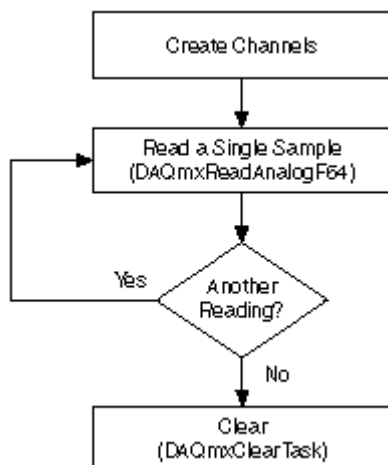 Create Channels
Read a Single Sample
(DAQmxReadAnalogF64)
Yes
Another
Reading?
No
Clear
(DAQmxClearTask)